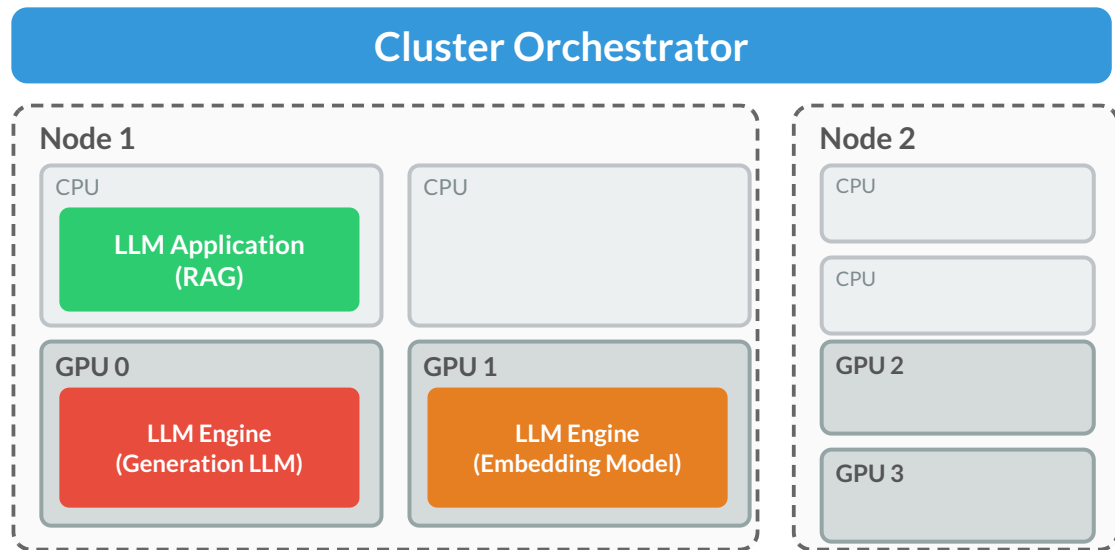 Cluster Orchestrator
Node 1
CPU
LLM Application
(RAG)
CPU
GPU 0
LLM Engine
(Generation LLM)
GPU 1
LLM Engine
(Embedding Model)
Node 2
CPU
CPU
GPU 2
GPU 3